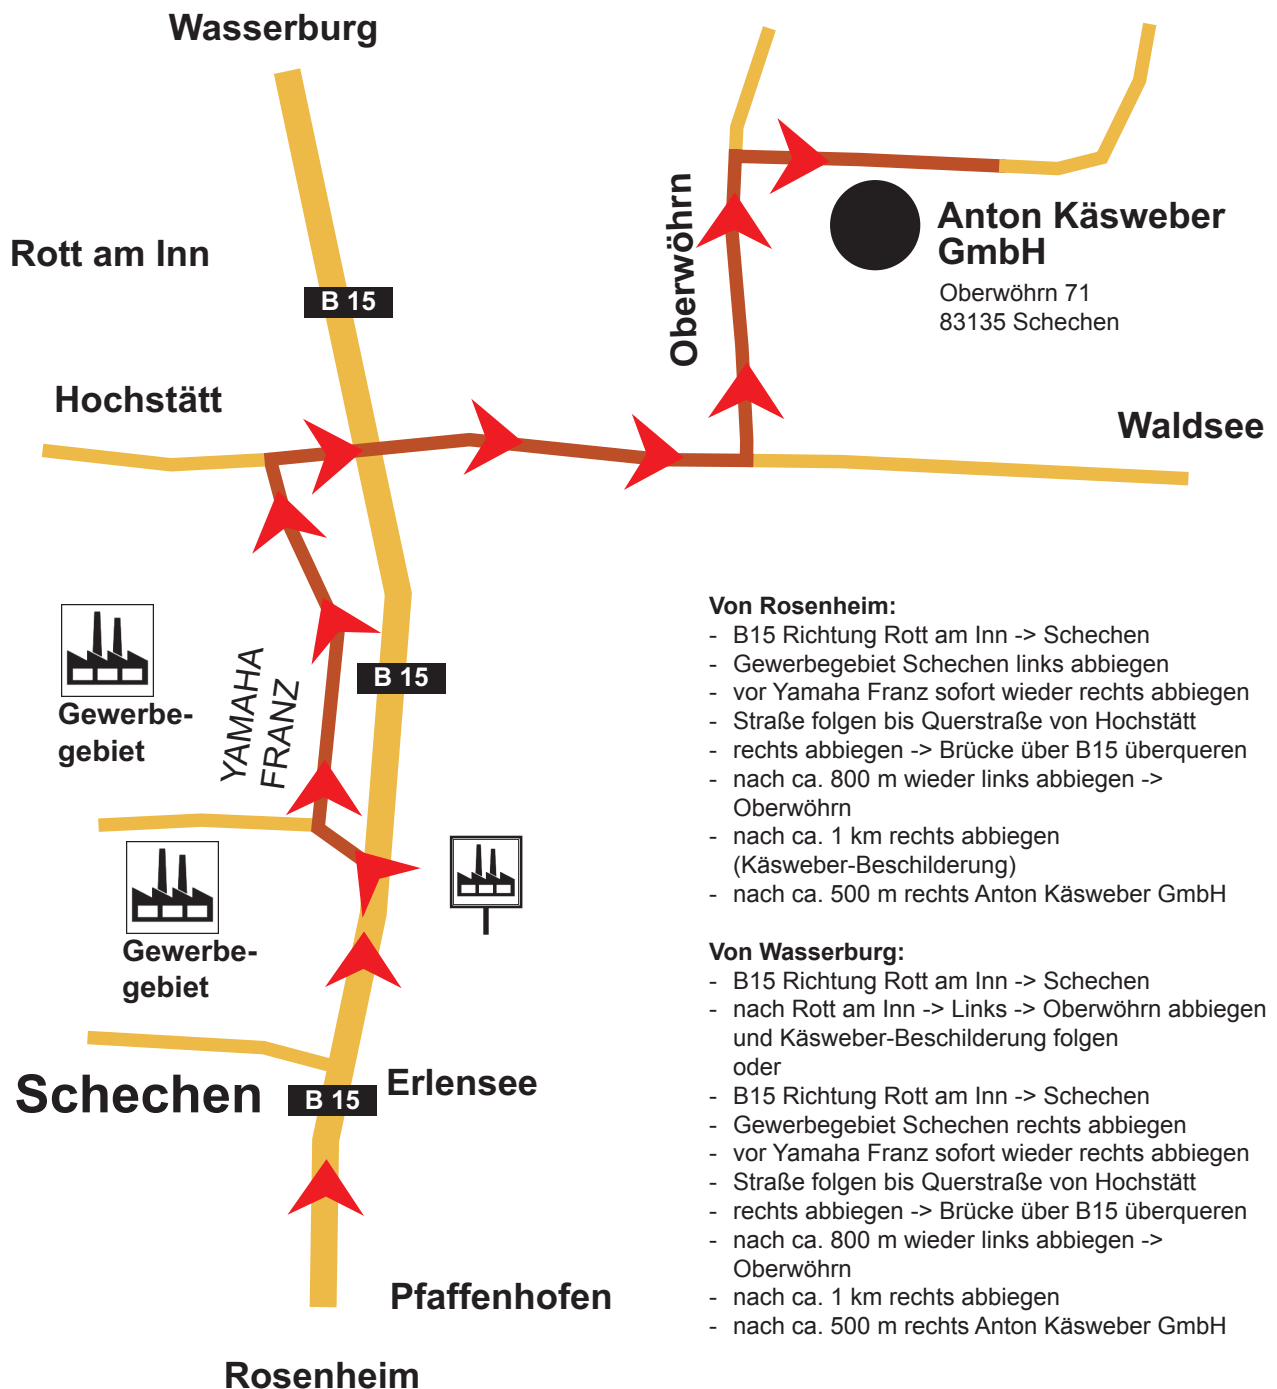 Wasserburg
Rott am Inn
B 15
Oberwöhrn
Anton Käsweber
GmbH
Oberwöhrn 71
83135 Schechen
Hochstätt
Waldsee
Gewerbe-
gebiet
YAMAHA
FRANZ
B 15
Gewerbe-
gebiet
Schechen
B 15
Erlensee
Pfaffenhofen
Rosenheim
Von Rosenheim:
- B15 Richtung Rott am Inn -> Schechen
- Gewerbegebiet Schechen links abbiegen
- vor Yamaha Franz sofort wieder rechts abbiegen
- Straße folgen bis Querstraße von Hochstätt
- rechts abbiegen -> Brücke über B15 überqueren
- nach ca. 800 m wieder links abbiegen ->
Oberwöhrn
- nach ca. 1 km rechts abbiegen
(Käsweber-Beschilderung)
- nach ca. 500 m rechts Anton Käsweber GmbH
Von Wasserburg:
- B15 Richtung Rott am Inn -> Schechen
- nach Rott am Inn -> Links -> Oberwöhrn abbiegen
und Käsweber-Beschilderung folgen
oder
- B15 Richtung Rott am Inn -> Schechen
- Gewerbegebiet Schechen rechts abbiegen
- vor Yamaha Franz sofort wieder rechts abbiegen
- Straße folgen bis Querstraße von Hochstätt
- rechts abbiegen -> Brücke über B15 überqueren
- nach ca. 800 m wieder links abbiegen ->
Oberwöhrn
- nach ca. 1 km rechts abbiegen
- nach ca. 500 m rechts Anton Käsweber GmbH